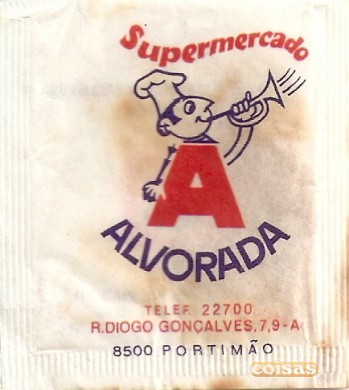 Supermercado
A
ALVORADA
TELEF. 22700
R.DIOGO GONÇALVES,7,9-A
8500 PORTIMÃO
COISAS